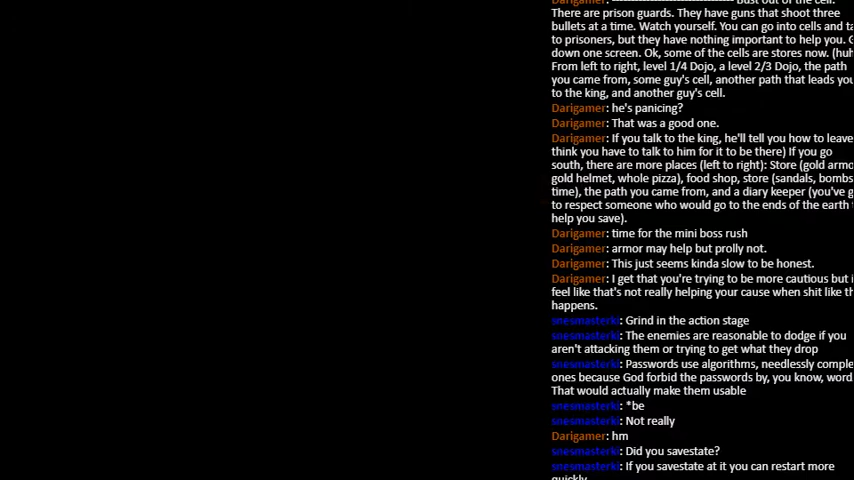 Darigamer: ------------------------------ Bust out of the cell.
There are prison guards. They have guns that shoot three
bullets at a time. Watch yourself. You can go into cells and ta
to prisoners, but they have nothing important to help you. G
down one screen. Ok, some of the cells are stores now. (huh
From left to right, level 1/4 Dojo, a level 2/3 Dojo, the path
you came from, some guy's cell, another path that leads you
to the king, and another guy's cell.
Darigamer: he's panicing?
Darigamer: That was a good one.
Darigamer: If you talk to the king, he'll tell you how to leave
think you have to talk to him for it to be there) If you go
south, there are more places (left to right): Store (gold armo
gold helmet, whole pizza), food shop, store (sandals, bombs
time), the path you came from, and a diary keeper (you've g
to respect someone who would go to the ends of the earth
help you save).
Darigamer: time for the mini boss rush
Darigamer: armor may help but prolly not.
Darigamer: This just seems kinda slow to be honest.
Darigamer: I get that you're trying to be more cautious but i
feel like that's not really helping your cause when shit like th
happens.
snesmasterki: Grind in the action stage
snesmasterki: The enemies are reasonable to dodge if you
aren't attacking them or trying to get what they drop
snesmasterki: Passwords use algorithms, needlessly comple
ones because God forbid the passwords by, you know, word
That would actually make them usable
snesmasterki: *be
snesmasterki: Not really
Darigamer: hm
snesmasterki: Did you savestate?
snesmasterki: If you savestate at it you can restart more
quickly